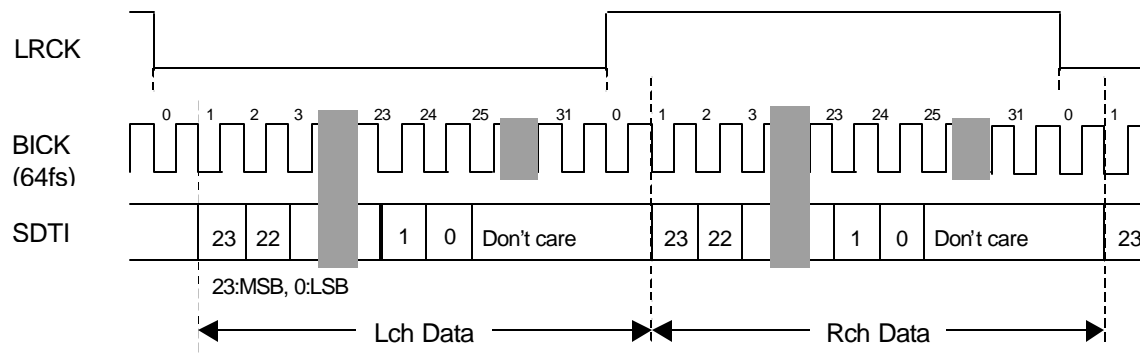 LRCK
0 1 2 3 23 24 25 31 0 1 2 3 23 24 25 31 0 1
BICK
(64fs)
SDTI
23 22 1 0 Don't care 23 22 1 0 Don't care 23
23:MSB, 0:LSB
Lch Data Rch Data